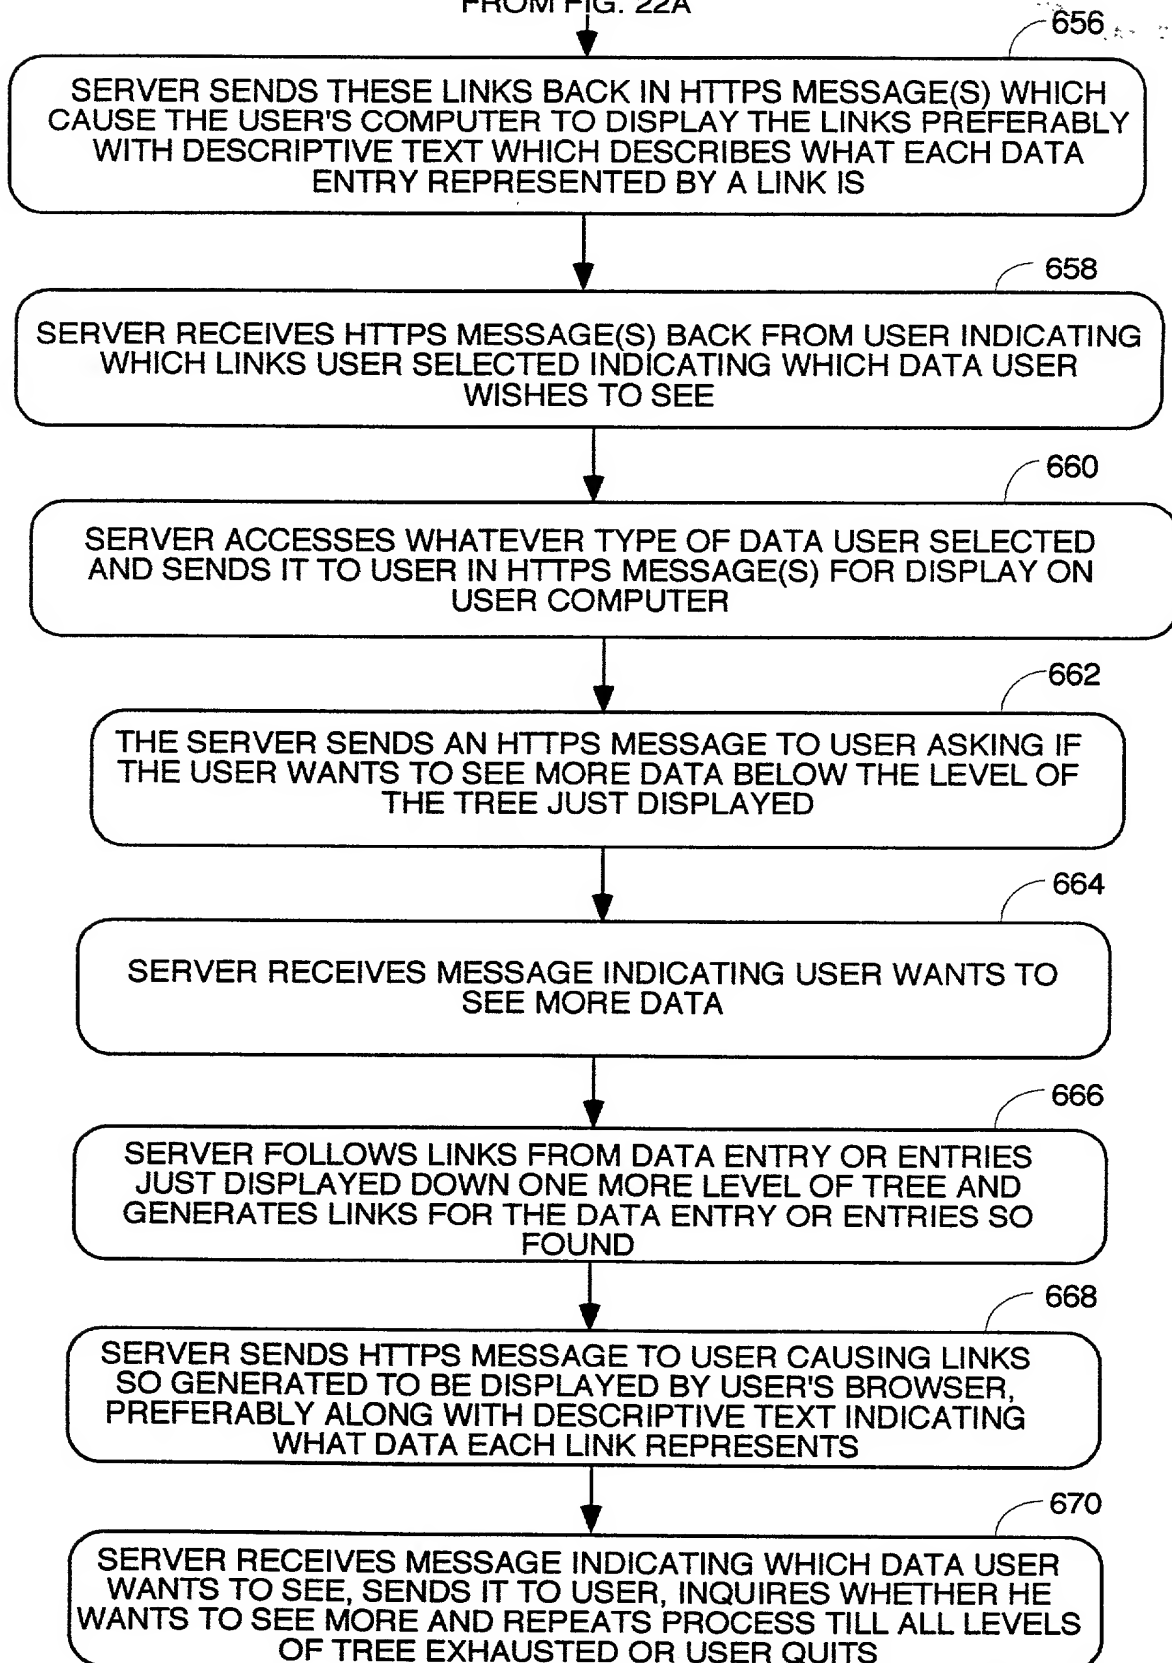 FROM FIG. 22A
656
SERVER SENDS THESE LINKS BACK IN HTTPS MESSAGE(S) WHICH
CAUSE THE USER'S COMPUTER TO DISPLAY THE LINKS PREFERABLY
WITH DESCRIPTIVE TEXT WHICH DESCRIBES WHAT EACH DATA
ENTRY REPRESENTED BY A LINK IS
658
SERVER RECEIVES HTTPS MESSAGE(S) BACK FROM USER INDICATING
WHICH LINKS USER SELECTED INDICATING WHICH DATA USER
WISHES TO SEE
660
SERVER ACCESSES WHATEVER TYPE OF DATA USER SELECTED
AND SENDS IT TO USER IN HTTPS MESSAGE(S) FOR DISPLAY ON
USER COMPUTER
662
THE SERVER SENDS AN HTTPS MESSAGE TO USER ASKING IF
THE USER WANTS TO SEE MORE DATA BELOW THE LEVEL OF
THE TREE JUST DISPLAYED
664
SERVER RECEIVES MESSAGE INDICATING USER WANTS TO
SEE MORE DATA
666
SERVER FOLLOWS LINKS FROM DATA ENTRY OR ENTRIES
JUST DISPLAYED DOWN ONE MORE LEVEL OF TREE AND
GENERATES LINKS FOR THE DATA ENTRY OR ENTRIES SO
FOUND
668
SERVER SENDS HTTPS MESSAGE TO USER CAUSING LINKS
SO GENERATED TO BE DISPLAYED BY USER'S BROWSER,
PREFERABLY ALONG WITH DESCRIPTIVE TEXT INDICATING
WHAT DATA EACH LINK REPRESENTS
670
SERVER RECEIVES MESSAGE INDICATING WHICH DATA USER
WANTS TO SEE, SENDS IT TO USER, INQUIRES WHETHER HE
WANTS TO SEE MORE AND REPEATS PROCESS TILL ALL LEVELS
OF TREE EXHAUSTED OR USER QUITS